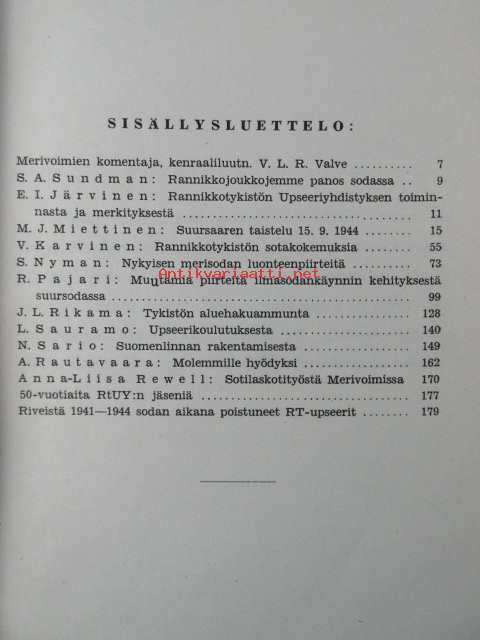 SISÄLLYSLUETTELO:
Merivoimien komentaja, kenraaliluutn. V. L. R. Valve .......... 7
S. A. Sundman: Rannikkojoukkojemme panos sodassa .. 9
E. I. Järvinen: Rannikkotykistön Upseeriyhdistyksen toimin-
nasta ja merkityksestä .......... 11
M. J. Miettinen: Suursaaren taistelu 15. 9. 1944 .......... 15
V. Karvinen: Rannikkotykistön sotakokemuksia .......... 55
S. Nyman: Nykyisen merisodan luonteenpiirteitä .......... 73
Antikvariaatti.net
R. Pajari: Muutamia piirteitä ilmasodankäynnin kehityksestä
suursodassa .......... 99
J. L. Rikama: Tykistön aluehakuammunta .......... 128
L. Sauramo: Upseerikoulutuksesta .......... 140
N. Sario: Suomenlinnan rakentamisesta .......... 149
A. Rautavaara: Molemmille hyödyksi .......... 162
Anna-Liisa Rewell: Sotilaskotityöstä Merivoimissa 170
50-vuotiaita RtUY:n jäseniä .......... 177
Riveistä 1941—1944 sodan aikana poistuneet RT-upseerit .......... 179